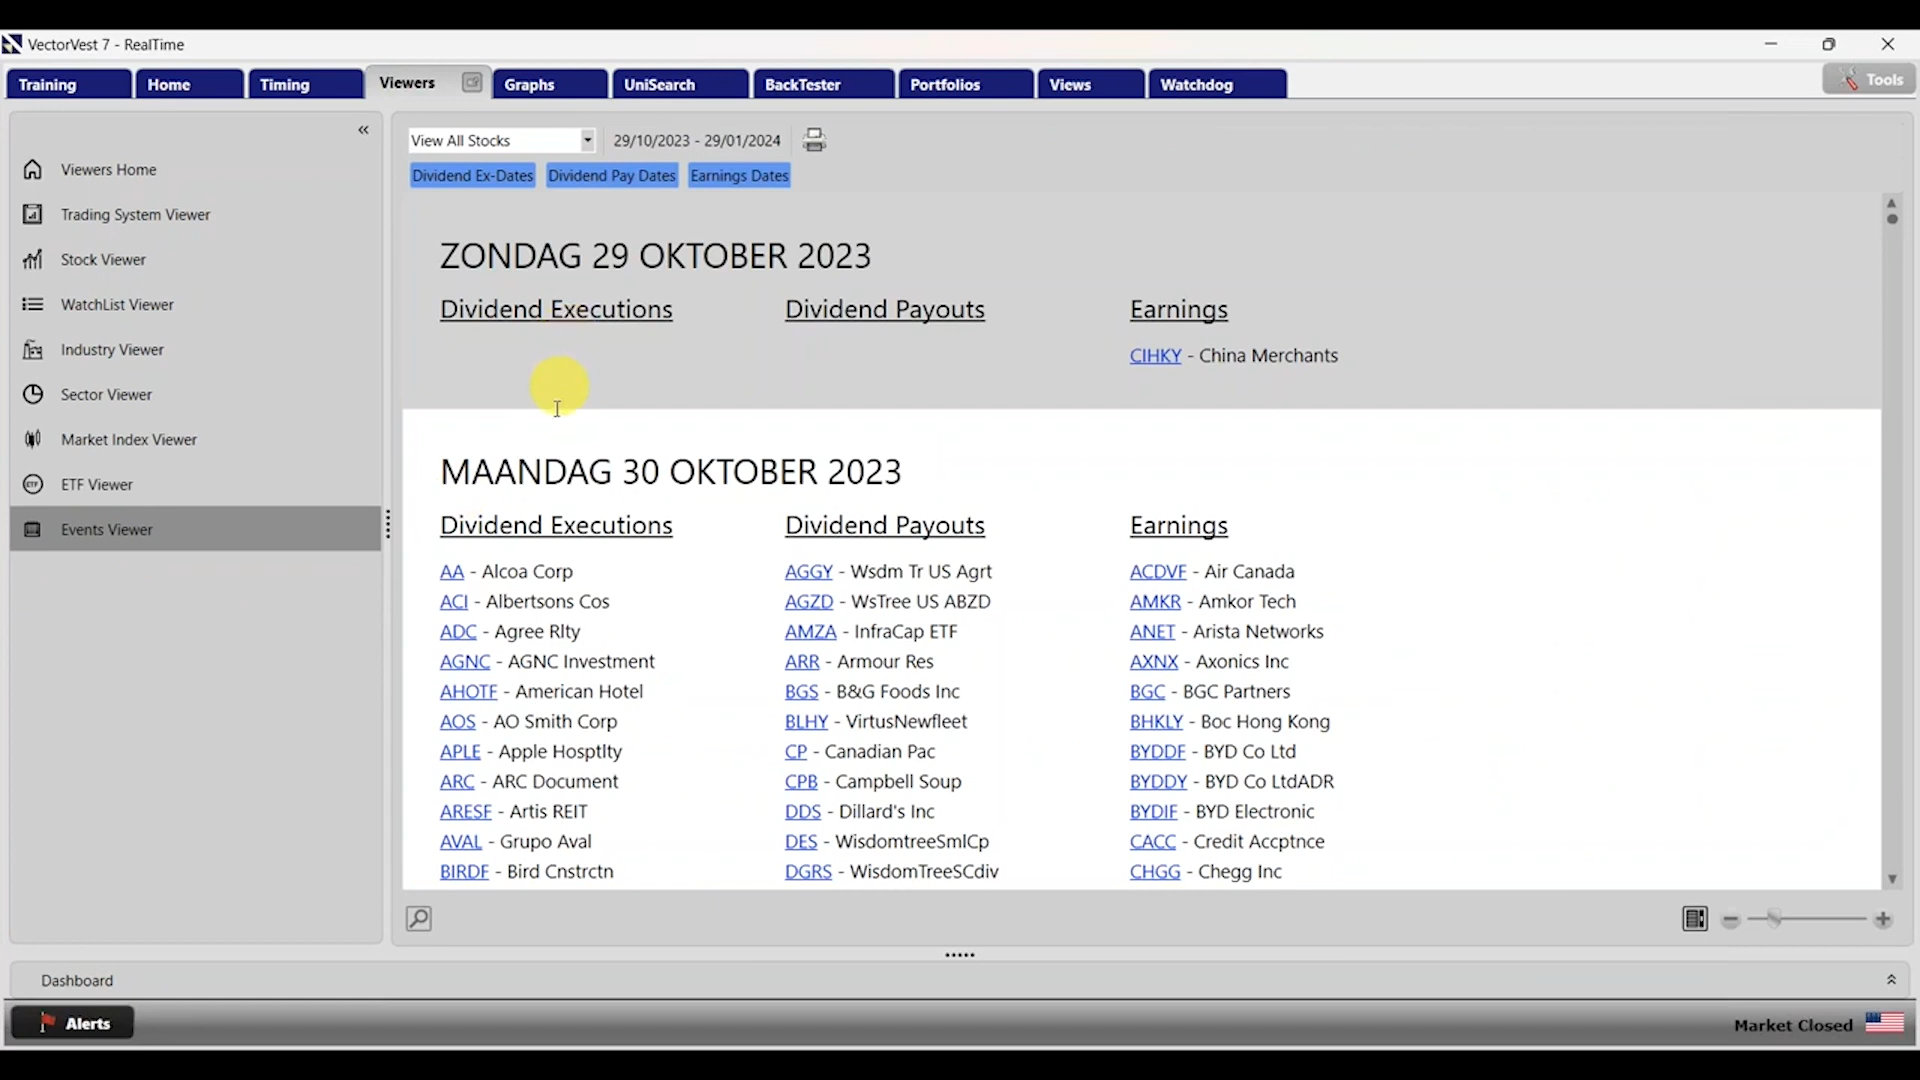 VectorVest 7 - RealTime
Training
Home
Timing
Viewers
Graphs
UniSearch
BackTester
Portfolios
Views
Watchdog
Tools
«
Viewers Home
Trading System Viewer
Stock Viewer
WatchList Viewer
Industry Viewer
Sector Viewer
Market Index Viewer
ETF Viewer
Events Viewer
View All Stocks
29/10/2023 - 29/01/2024
Dividend Ex-Dates
Dividend Pay Dates
Earnings Dates
ZONDAG 29 OKTOBER 2023
Dividend Executions
Dividend Payouts
Earnings
CIHKY - China Merchants
MAANDAG 30 OKTOBER 2023
Dividend Executions
AA - Alcoa Corp
ACI - Albertsons Cos
ADC - Agree Rlty
AGNC - AGNC Investment
AHOTF - American Hotel
AOS - AO Smith Corp
APLE - Apple Hosptlty
ARC - ARC Document
ARESF - Artis REIT
AVAL - Grupo Aval
BIRDF - Bird Cnstrctn
Dividend Payouts
AGGY - Wsdm Tr US Agrt
AGZD - WsTree US ABZD
AMZA - InfraCap ETF
ARR - Armour Res
BGS - B&G Foods Inc
BLHY - VirtusNewfleet
CP - Canadian Pac
CPB - Campbell Soup
DDS - Dillard's Inc
DES - WisdomtreeSmlCp
DGRS - WisdomTreeSCdiv
Earnings
ACDVF - Air Canada
AMKR - Amkor Tech
ANET - Arista Networks
AXNX - Axonics Inc
BGC - BGC Partners
BHKLY - Boc Hong Kong
BYDDF - BYD Co Ltd
BYDDY - BYD Co LtdADR
BYDIF - BYD Electronic
CACC - Credit Accptnce
CHGG - Chegg Inc
Dashboard
Alerts
Market Closed